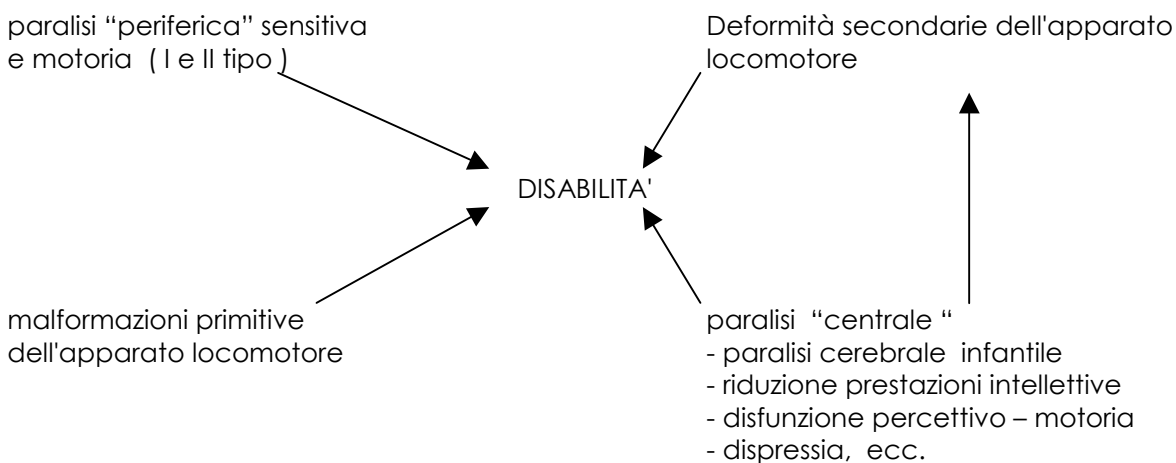 paralisi “periferica” sensitiva
e motoria ( I e II tipo )
Deformità secondarie dell'apparato
locomotore
DISABILITA'
malformazioni primitive
dell'apparato locomotore
paralisi “centrale “
- paralisi cerebrale infantile
- riduzione prestazioni intellettive
- disfunzione percettivo – motoria
- dispressia, ecc.